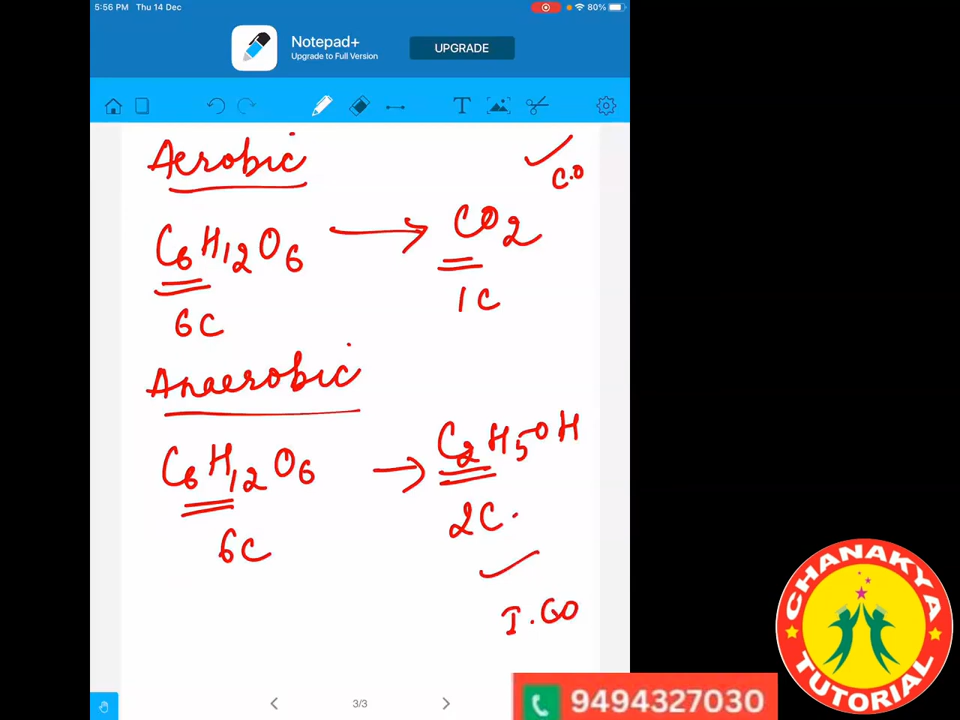 5:56 PM Thu 14 Dec 80%
Notepad+
Upgrade to Full Version
UPGRADE
T
Aerobic
C.O
C6H12O6 → CO2
6C 1C
Anaerobic
C6H12O6 → C2H5OH
6C 2C.
I.CO
3/3
CHANAKYA
TUTORIAL
9494327030